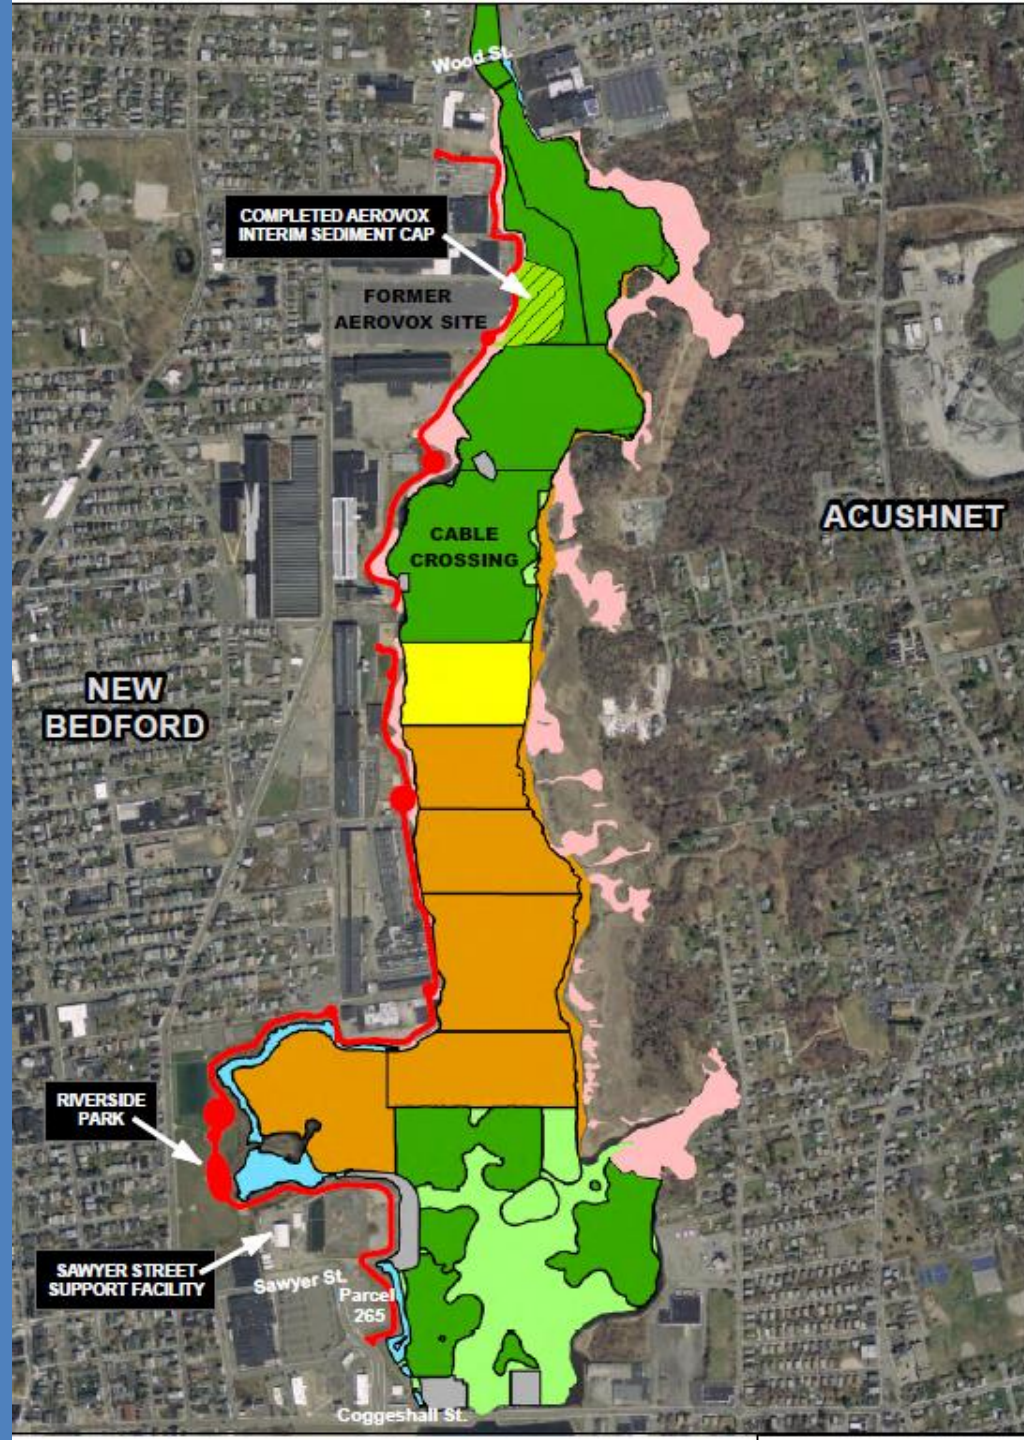 Wood St.
COMPLETED AEROVOX
INTERIM SEDIMENT CAP
FORMER
AEROVOX SITE
ACUSHNET
CABLE
CROSSING
NEW
BEDFORD
RIVERSIDE
PARK
SAWYER STREET
SUPPORT FACILITY
Sawyer St.
Parcel
265
Coggeshall St.